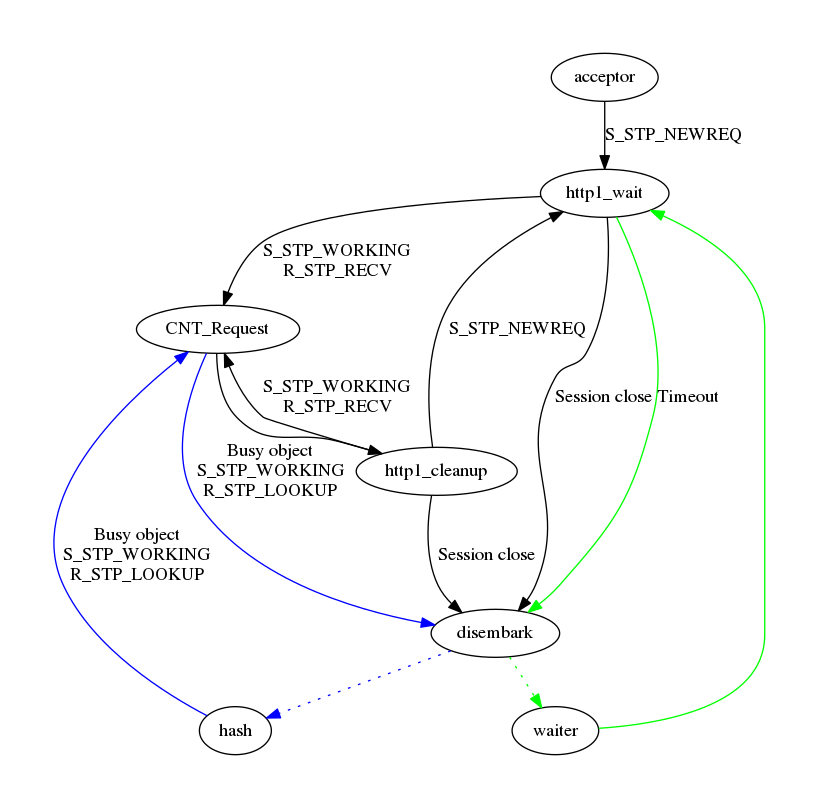 acceptor
S_STP_NEWREQ
http1_wait
S_STP_WORKING
R_STP_RECV
CNT_Request
S_STP_NEWREQ
S_STP_WORKING
R_STP_RECV
Session close
Timeout
Busy object
S_STP_WORKING
R_STP_LOOKUP
http1_cleanup
Busy object
S_STP_WORKING
R_STP_LOOKUP
Session close
disembark
hash
waiter